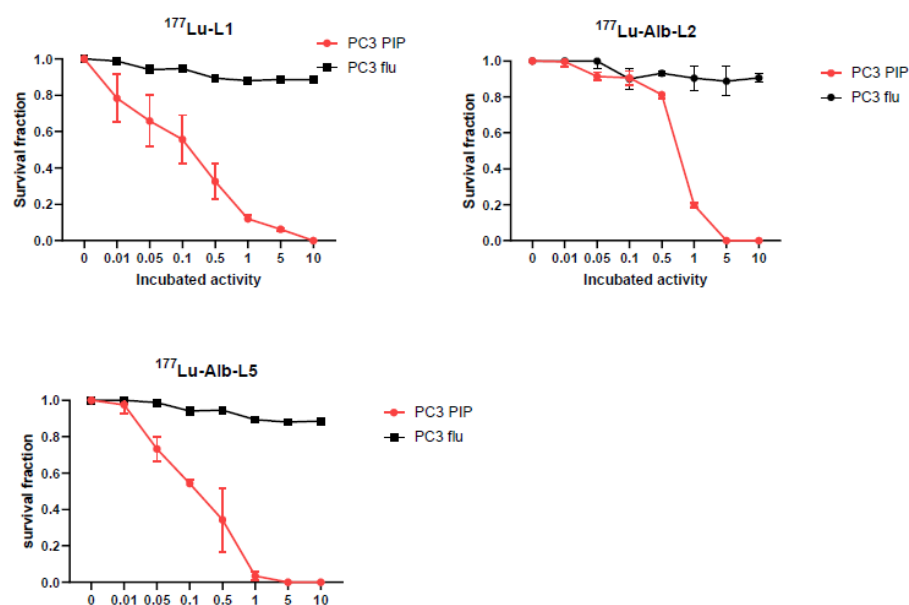 177Lu-L1
PC3 PIP
PC3 flu
Survival fraction
1.0
0.8
0.6
0.4
0.2
0.0
0 0.01 0.05 0.1 0.5 1 5 10
Incubated activity
177Lu-Alb-L2
PC3 PIP
PC3 flu
Survival fraction
1.0
0.8
0.6
0.4
0.2
0.0
0 0.01 0.05 0.1 0.5 1 5 10
Incubated activity
177Lu-Alb-L5
PC3 PIP
PC3 flu
survival fraction
1.0
0.8
0.6
0.4
0.2
0.0
0 0.01 0.05 0.1 0.5 1 5 10